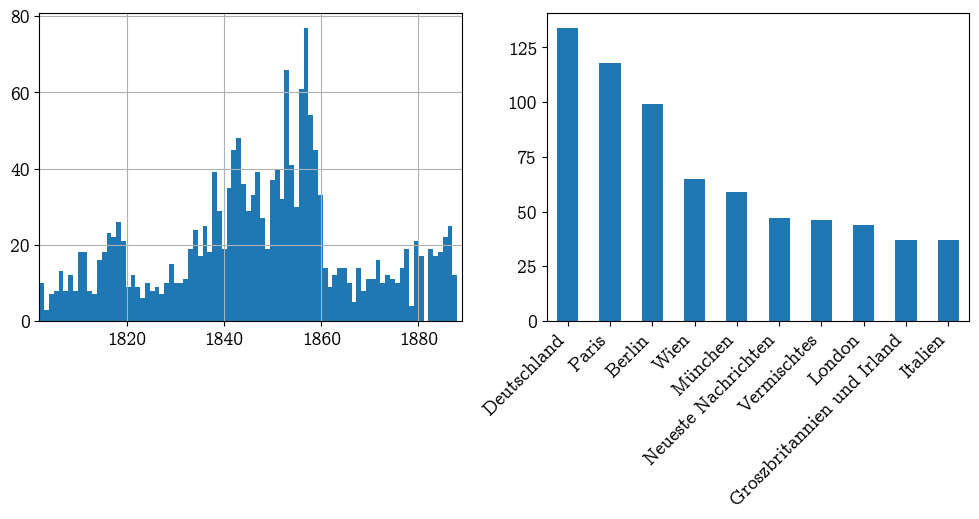 80
60
40
20
0
1820 1840 1860 1880
125
100
75
50
25
0
Deutschland
Paris
Berlin
Wien
München
Neueste Nachrichten
Vermischtes
London
Groszbritannien und Irland
Italien